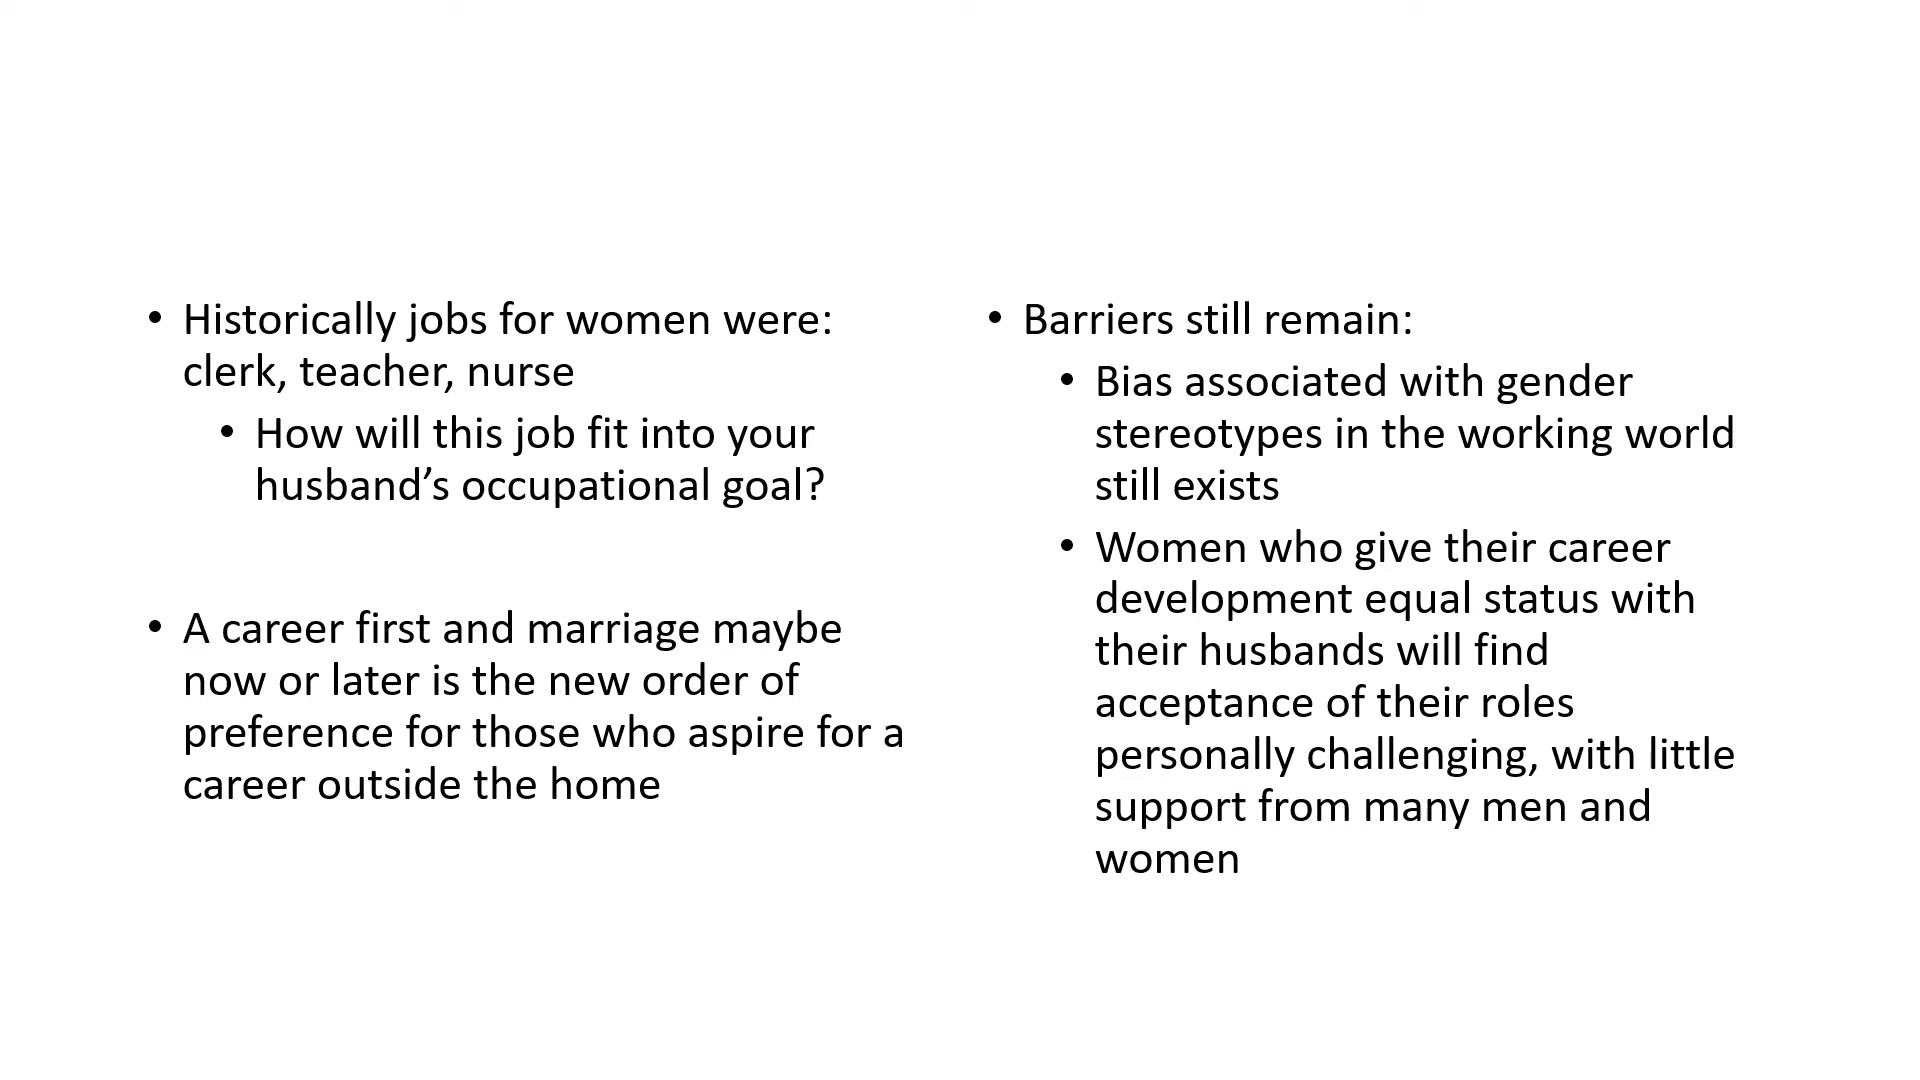 • Historically jobs for women were:
clerk, teacher, nurse
• How will this job fit into your
husband’s occupational goal?
• A career first and marriage maybe
now or later is the new order of
preference for those who aspire for a
career outside the home
• Barriers still remain:
• Bias associated with gender
stereotypes in the working world
still exists
• Women who give their career
development equal status with
their husbands will find
acceptance of their roles
personally challenging, with little
support from many men and
women